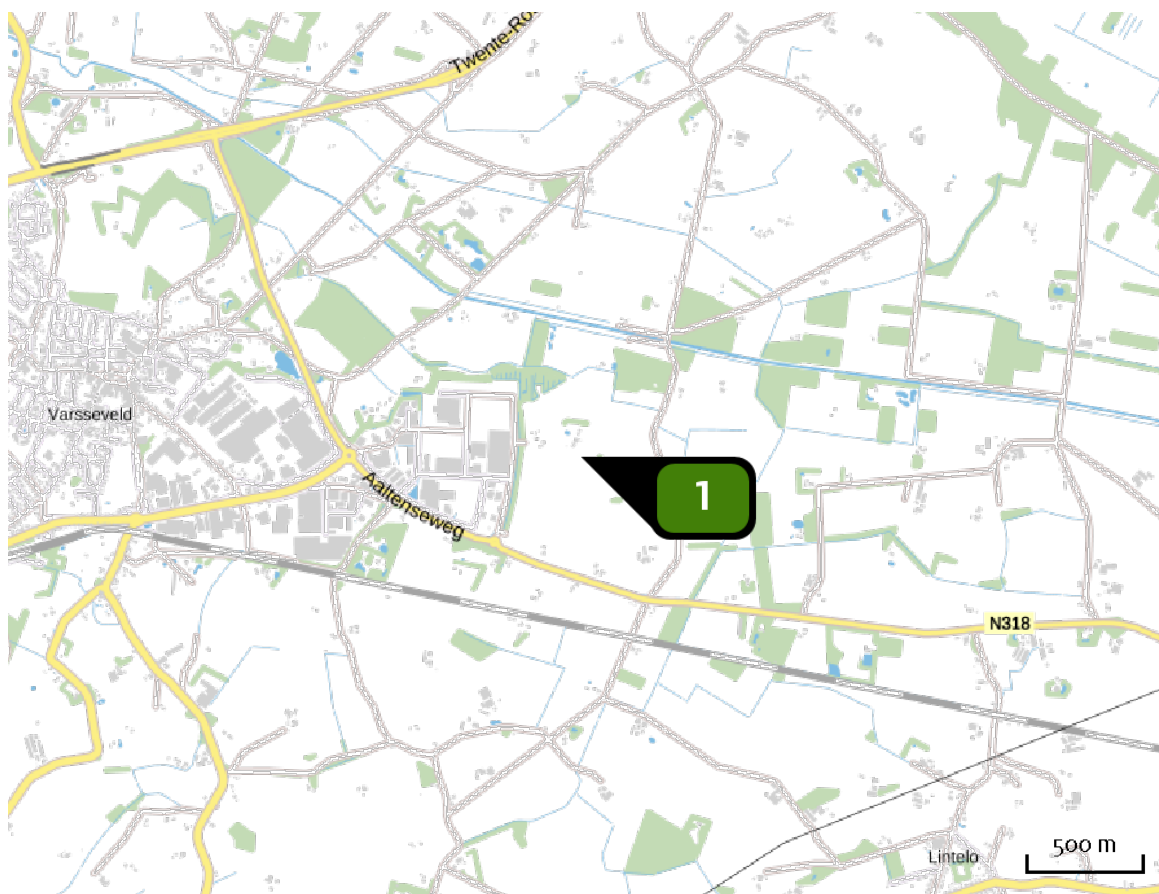 Twente-Ro
Varsseveld
Aaltenseweg
1
N318
Lintelo
500 m